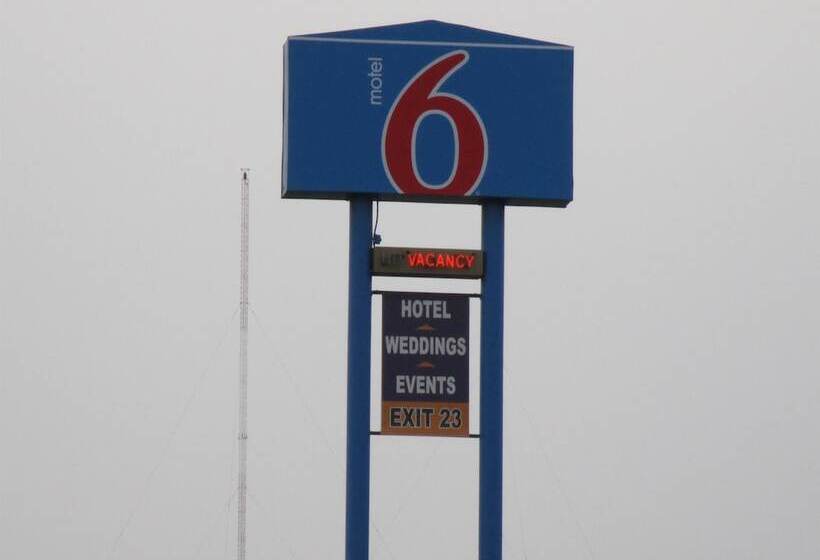 motel
6
VACANCY
HOTEL
WEDDINGS
EVENTS
EXIT 23